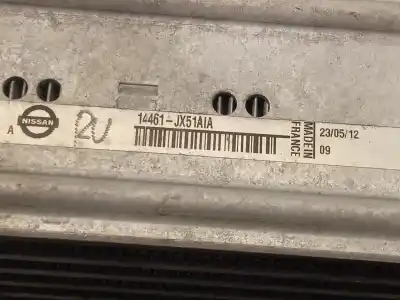 14461-JX51AIA
A
NISSAN
2U
MADE IN
FRANCE
23/05/12
09